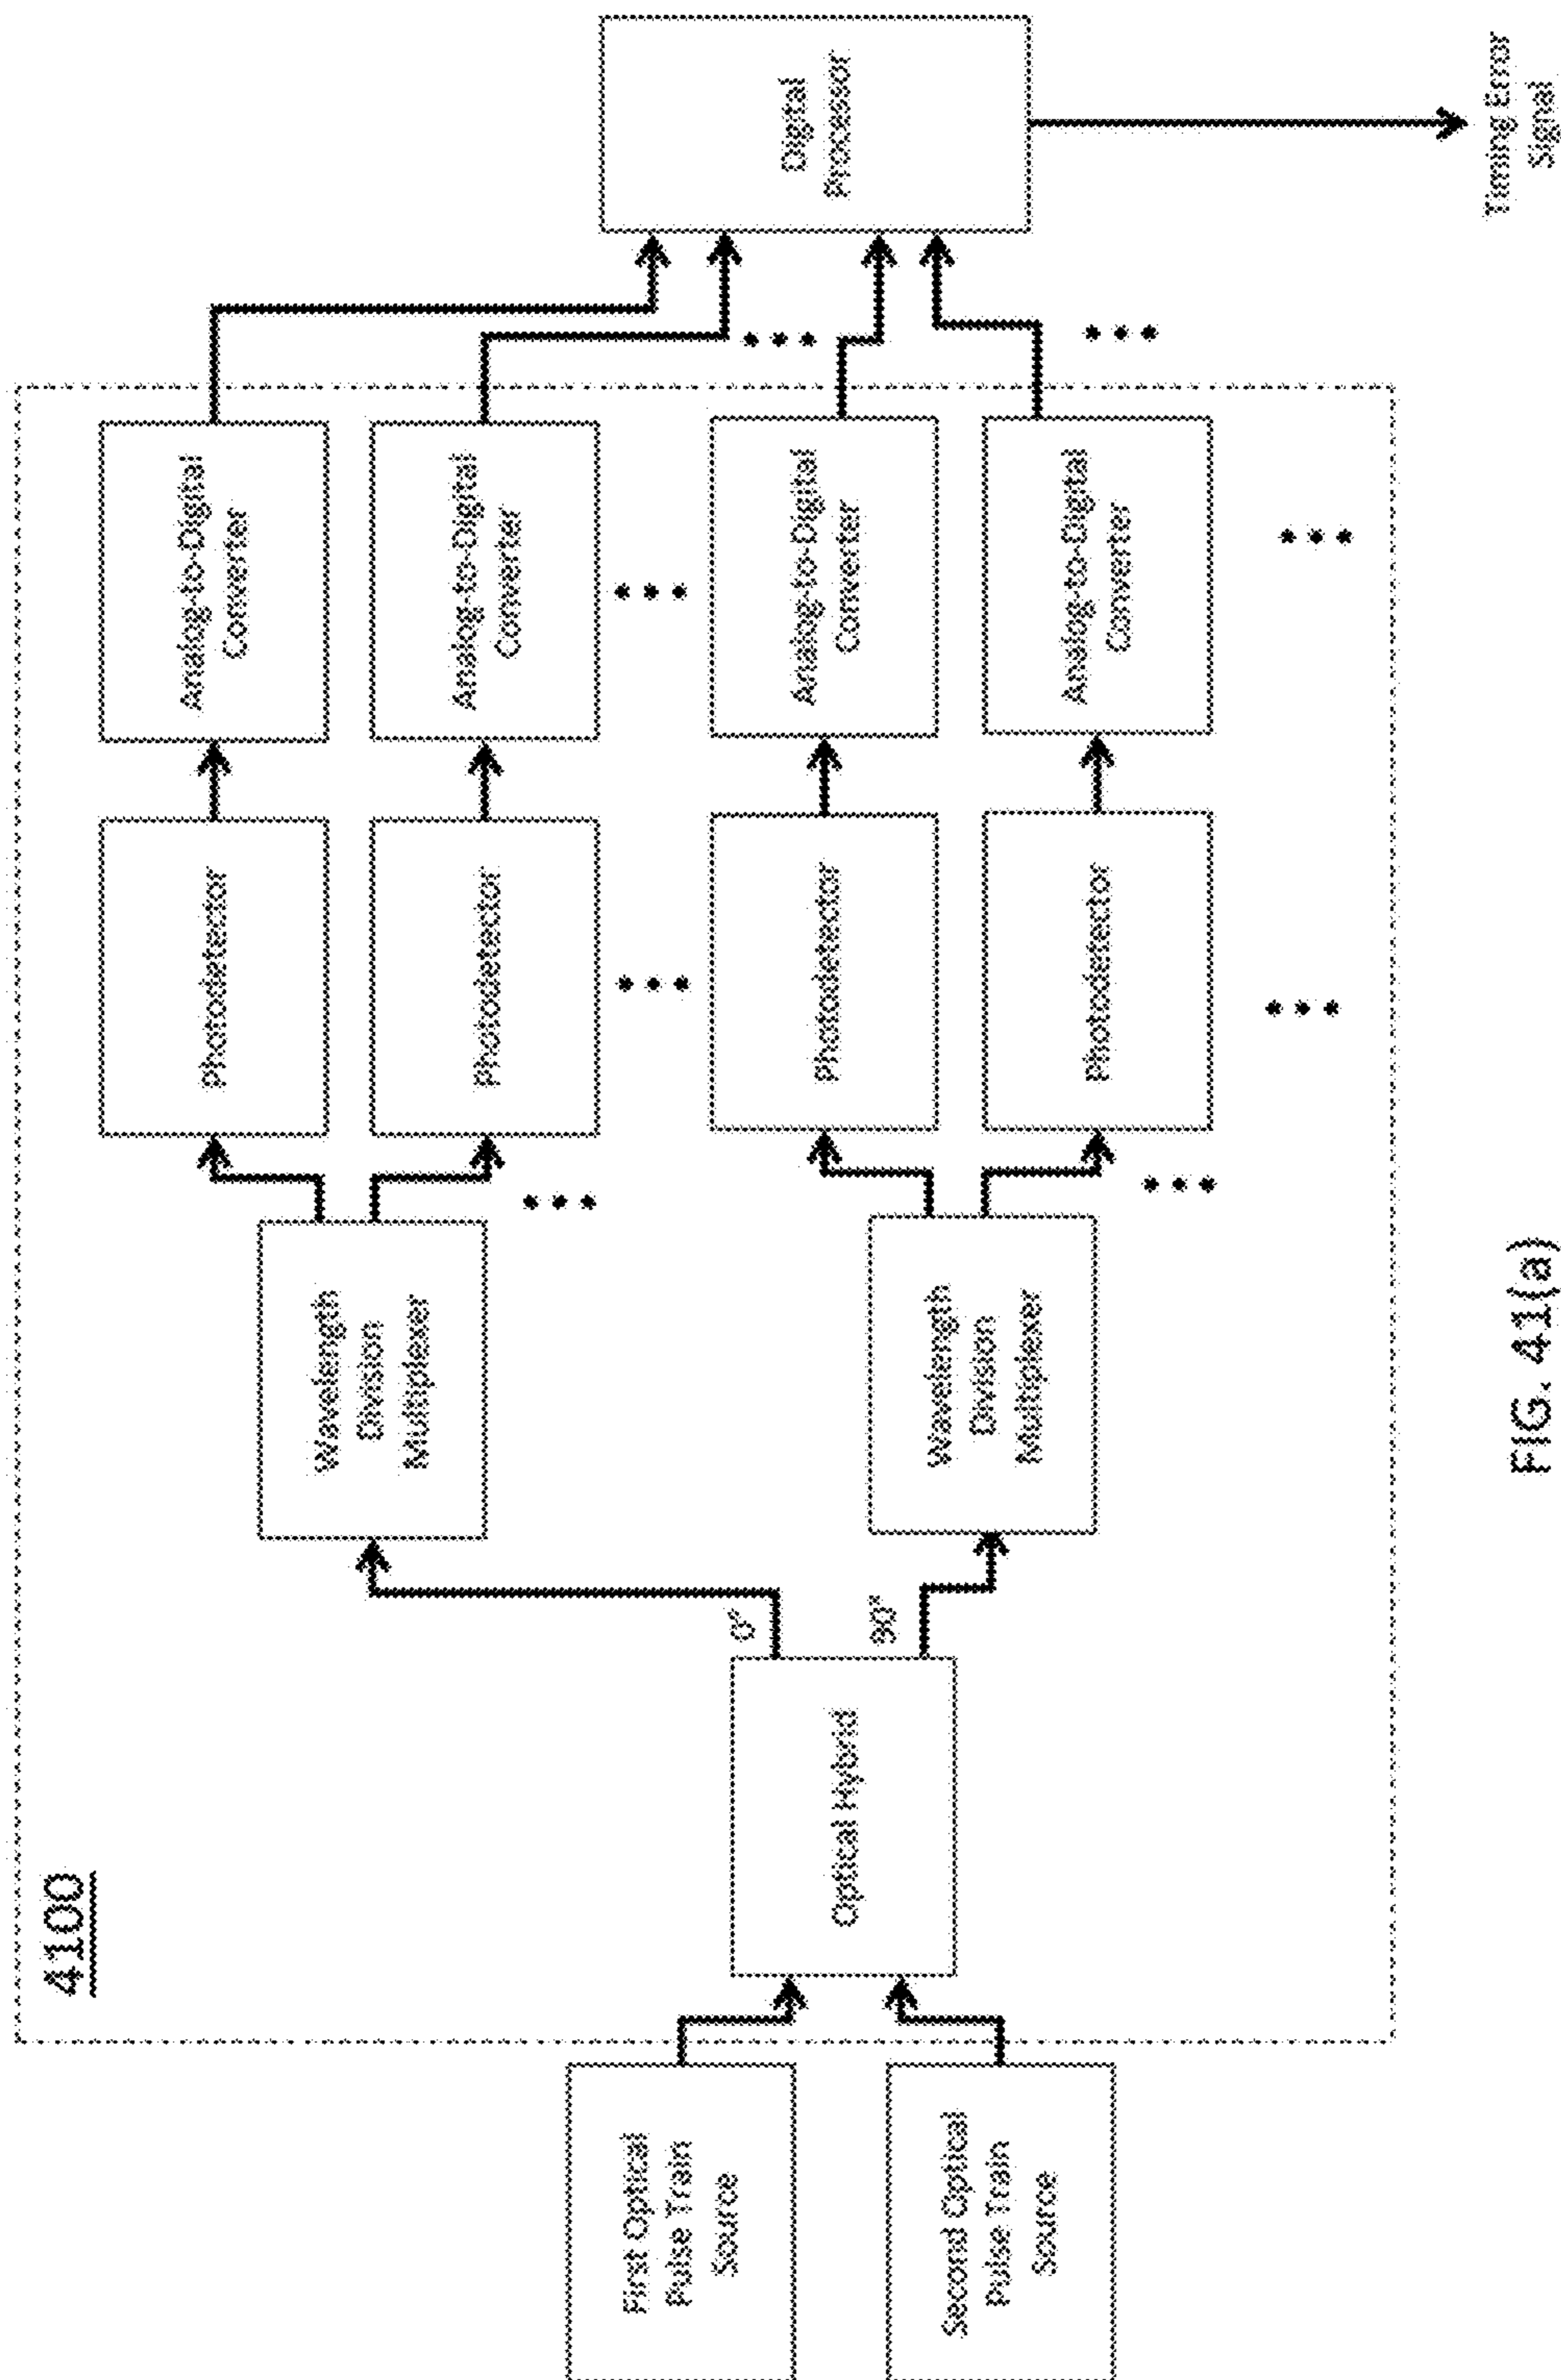 4100
First Optical
Pulse Train
Source
Second Optical
Pulse Train
Source
Optical Hybrid
0°
90°
Wavelength
Division
Multiplexer
Wavelength
Division
Multiplexer
Photodetector
Photodetector
Photodetector
Photodetector
Analog-to-Digital
Converter
Analog-to-Digital
Converter
Analog-to-Digital
Converter
Analog-to-Digital
Converter
Digital
Processor
Timing Error
Signal
FIG. 41(a)